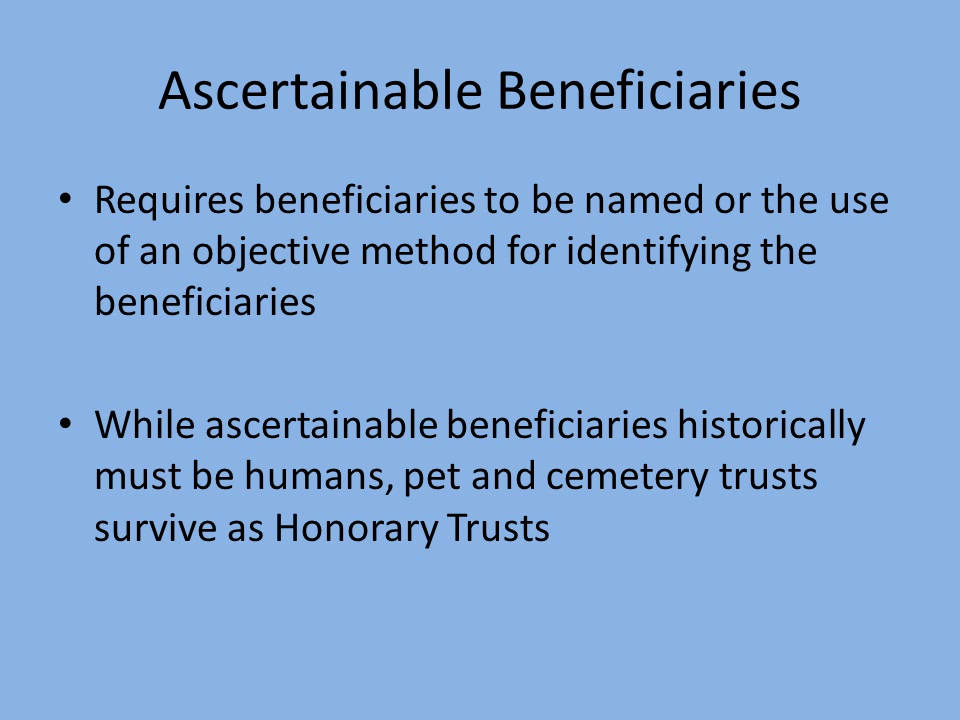 Ascertainable Beneficiaries
• Requires beneficiaries to be named or the use
of an objective method for identifying the
beneficiaries
• While ascertainable beneficiaries historically
must be humans, pet and cemetery trusts
survive as Honorary Trusts